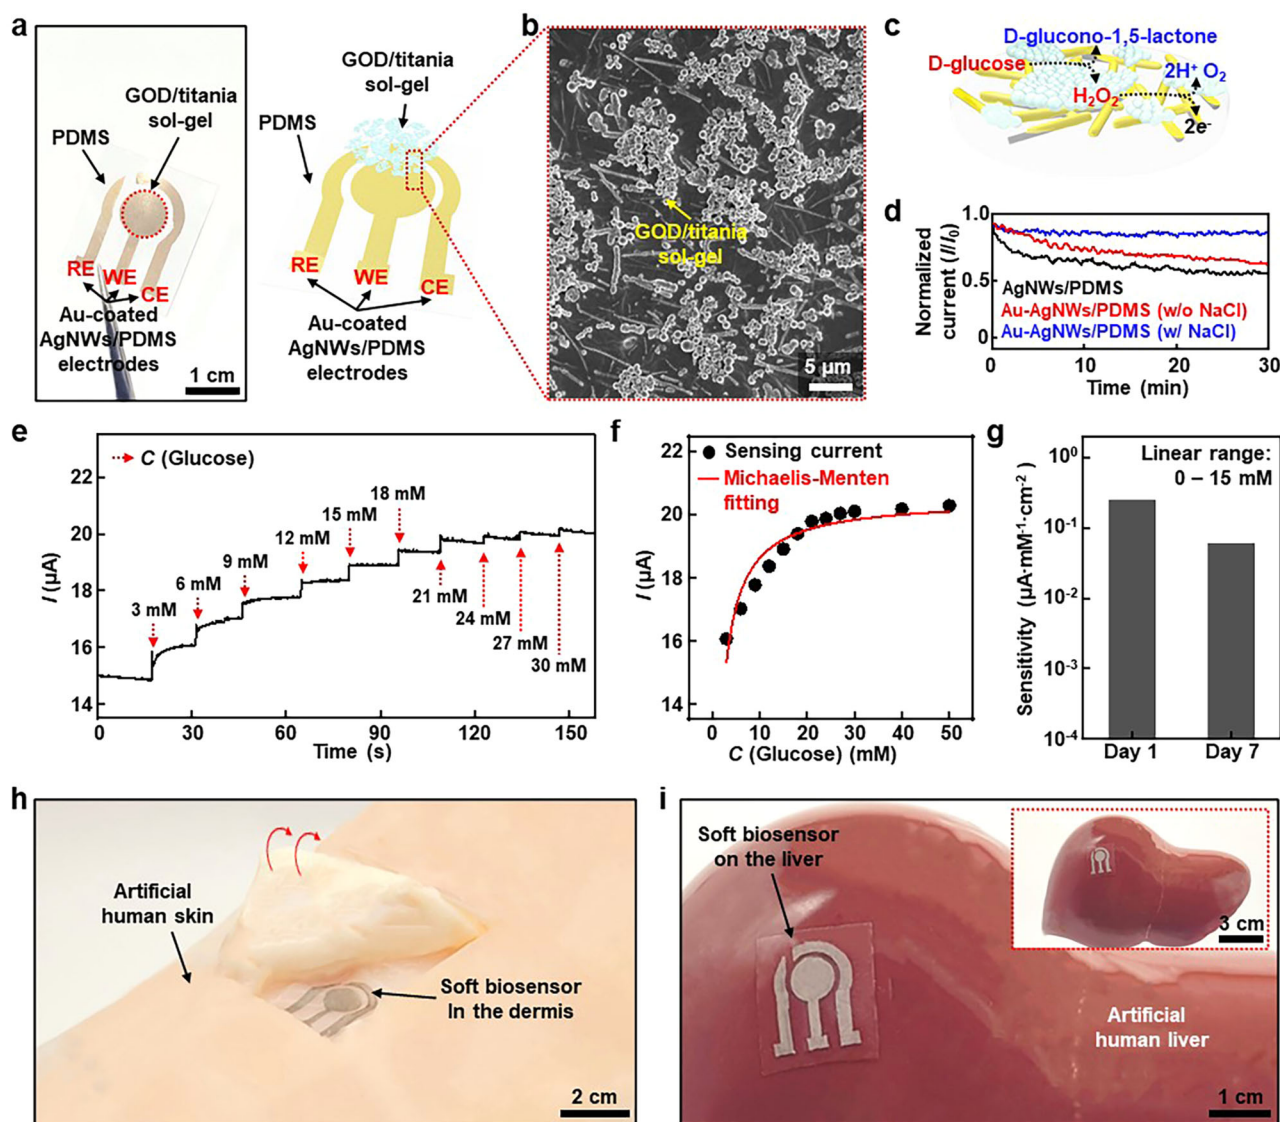 a
GOD/titania
sol-gel
PDMS
RE
WE
CE
Au-coated
AgNWs/PDMS
electrodes
1 cm
GOD/titania
sol-gel
PDMS
RE
WE
CE
Au-coated
AgNWs/PDMS
electrodes
b
GOD/titania
sol-gel
5 µm
c
D-glucono-1,5-lactone
D-glucose
2H⁺ O₂
H₂O₂
2e⁻
d
Normalized
current (I/I₀)
1.0
0.5
0
AgNWs/PDMS
Au-AgNWs/PDMS (w/o NaCl)
Au-AgNWs/PDMS (w/ NaCl)
0
10
20
30
Time (min)
e
C (Glucose)
I (µA)
22
20
18
16
14
3 mM
6 mM
9 mM
12 mM
15 mM
18 mM
21 mM
24 mM
27 mM
30 mM
0
30
60
90
120
150
Time (s)
f
Sensing current
Michaelis-Menten
fitting
I (µA)
22
20
18
16
14
0
10
20
30
40
50
C (Glucose) (mM)
g
Linear range:
0 – 15 mM
Sensitivity (µA·mM⁻¹·cm⁻²)
10⁰
10⁻¹
10⁻²
10⁻³
10⁻⁴
Day 1
Day 7
h
Artificial
human skin
Soft biosensor
In the dermis
2 cm
i
Soft biosensor
on the liver
3 cm
Artificial
human liver
1 cm